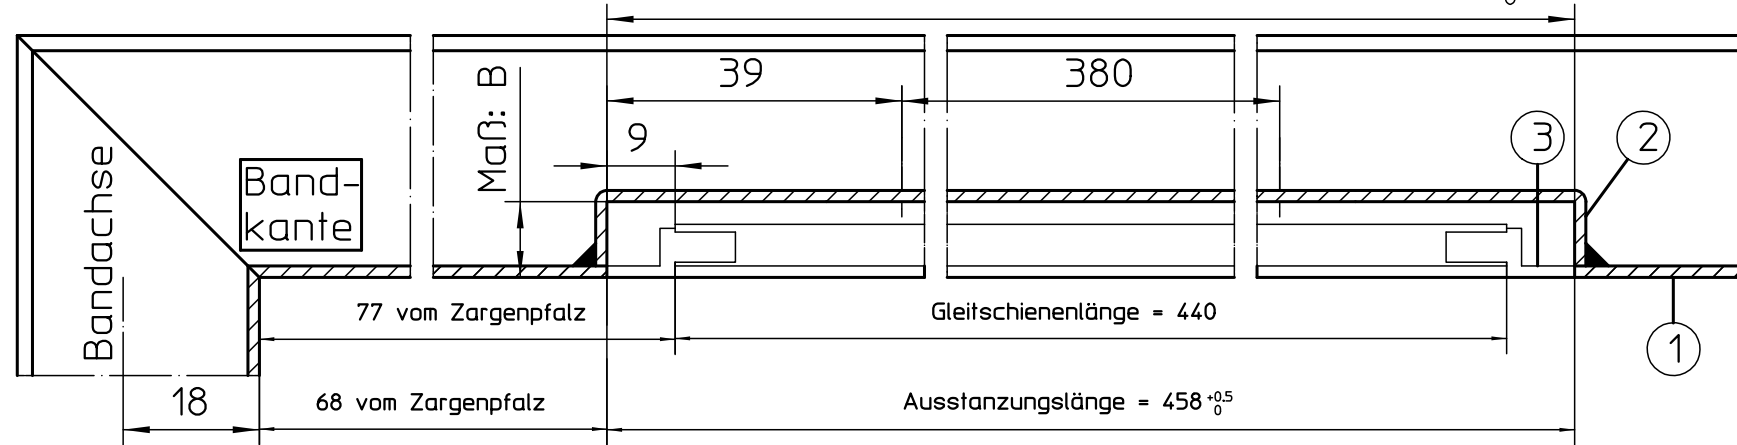 0
39
380
Maß: B
9
3
2
Bandachse
Band-
kante
77 vom Zargenpfalz
Gleitschienenlänge = 440
1
18
68 vom Zargenpfalz
Ausstanzungslänge = 458 +0.5
0